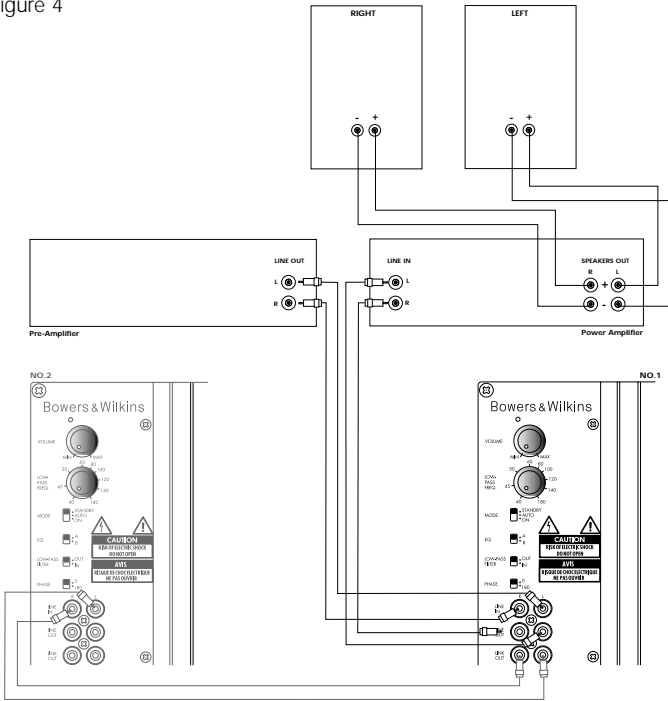 igure 4
RIGHT
LEFT
- +
- +
LINE OUT
L
R
Pre-Amplifier
LINE IN
L
R
SPEAKERS OUT
R L
+
-
Power Amplifier
NO.2
Bowers & Wilkins
VOLUME
MIN MAX
LOW-
PASS
FREQ.
40 45 50 60 80 100 120 140 180
MODE
STANDBY
AUTO
ON
EQ
A
B
LOW-PASS
FILTER
OUT
IN
PHASE
0
180
CAUTION
RISK OF ELECTRIC SHOCK
DO NOT OPEN
AVIS
RISQUE DE CHOC ELECTRIQUE
NE PAS OUVRIR
R L
LINE
IN
LINE
OUT
LINK
OUT
NO.1
Bowers & Wilkins
VOLUME
MIN MAX
LOW-
PASS
FREQ.
40 45 50 60 80 100 120 140 180
MODE
STANDBY
AUTO
ON
EQ
A
B
LOW-PASS
FILTER
OUT
IN
PHASE
0
180
CAUTION
RISK OF ELECTRIC SHOCK
DO NOT OPEN
AVIS
RISQUE DE CHOC ELECTRIQUE
NE PAS OUVRIR
R L
LINE
IN
OUT
LINK
OUT